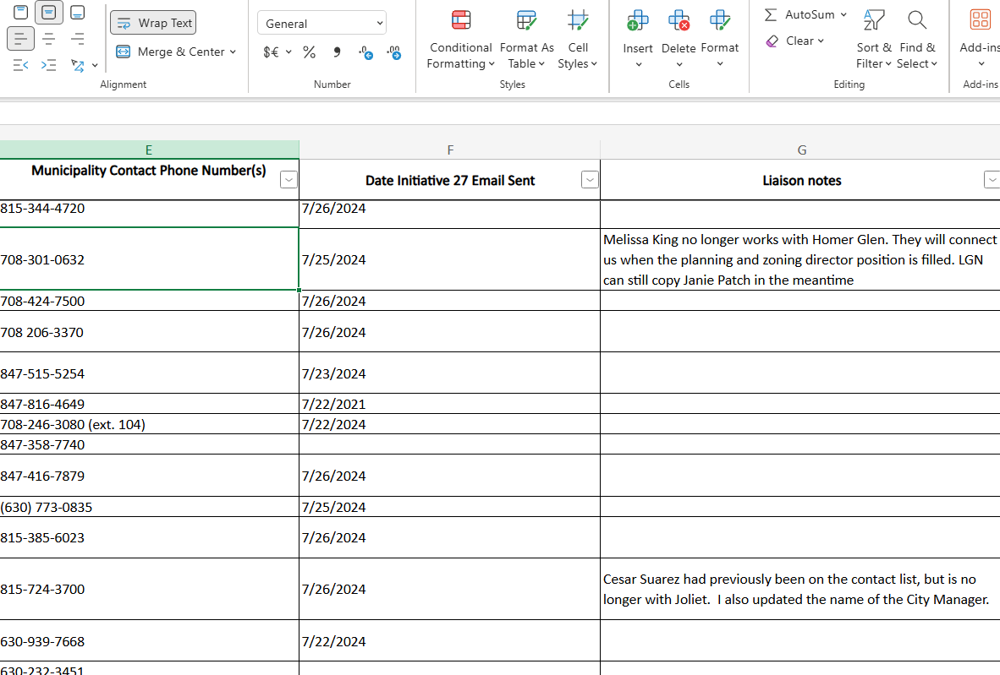 Wrap Text
General
AutoSum
Merge & Center
$€ % 9
Clear
Conditional Formatting
Format As Table
Cell Styles
Insert
Delete
Format
Sort & Filter
Find & Select
Add-ins
Alignment
Number
Styles
Cells
Editing
Add-ins
E F G
Municipality Contact Phone Number(s) Date Initiative 27 Email Sent Liaison notes
815-344-4720 7/26/2024
Melissa King no longer works with Homer Glen. They will connect
708-301-0632 7/25/2024 us when the planning and zoning director position is filled. LGN
can still copy Janie Patch in the meantime
708-424-7500 7/26/2024
708 206-3370 7/26/2024
847-515-5254 7/23/2024
847-816-4649 7/22/2021
708-246-3080 (ext. 104) 7/22/2024
847-358-7740
847-416-7879 7/26/2024
(630) 773-0835 7/25/2024
815-385-6023 7/26/2024
Cesar Suarez had previously been on the contact list, but is no
815-724-3700 7/26/2024
longer with Joliet.  I also updated the name of the City Manager.
630-939-7668 7/22/2024
630-232-3451